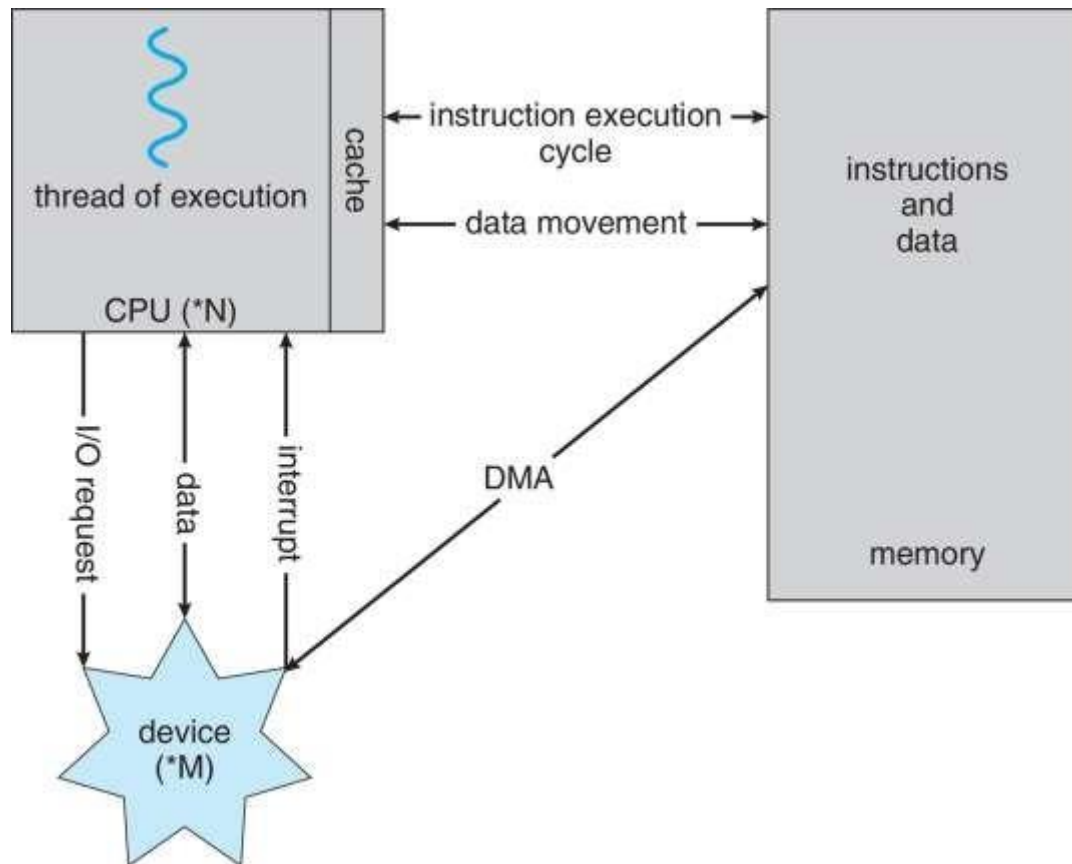 thread of execution
cache
CPU (*N)
instruction execution
cycle
data movement
instructions
and
data
memory
I/O request
data
interrupt
DMA
device
(*M)